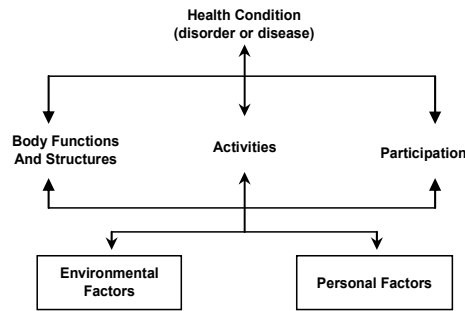 Health Condition
(disorder or disease)
Body Functions
And Structures
Activities
Participation
Environmental
Factors
Personal Factors